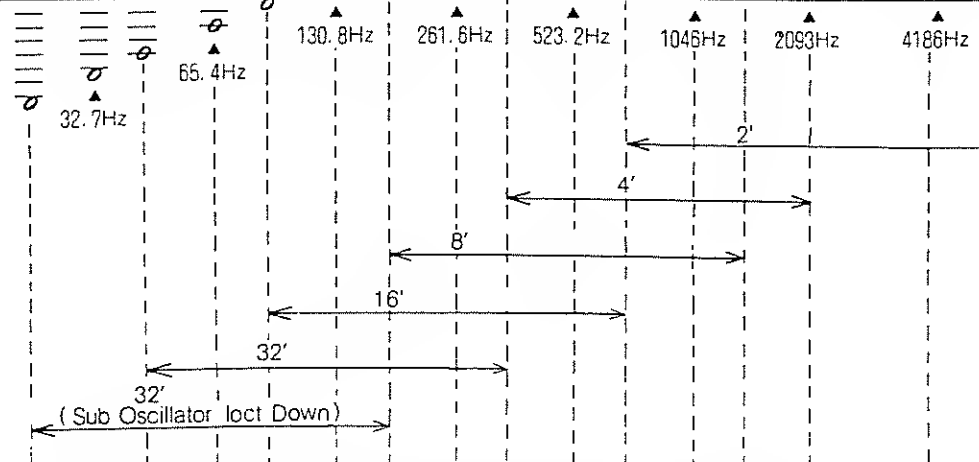 130.8Hz 261.6Hz 523.2Hz 1046Hz 2093Hz 4186Hz
65.4Hz
32.7Hz
2'
4'
8'
16'
32'
32'
(Sub Oscillator loct Down)